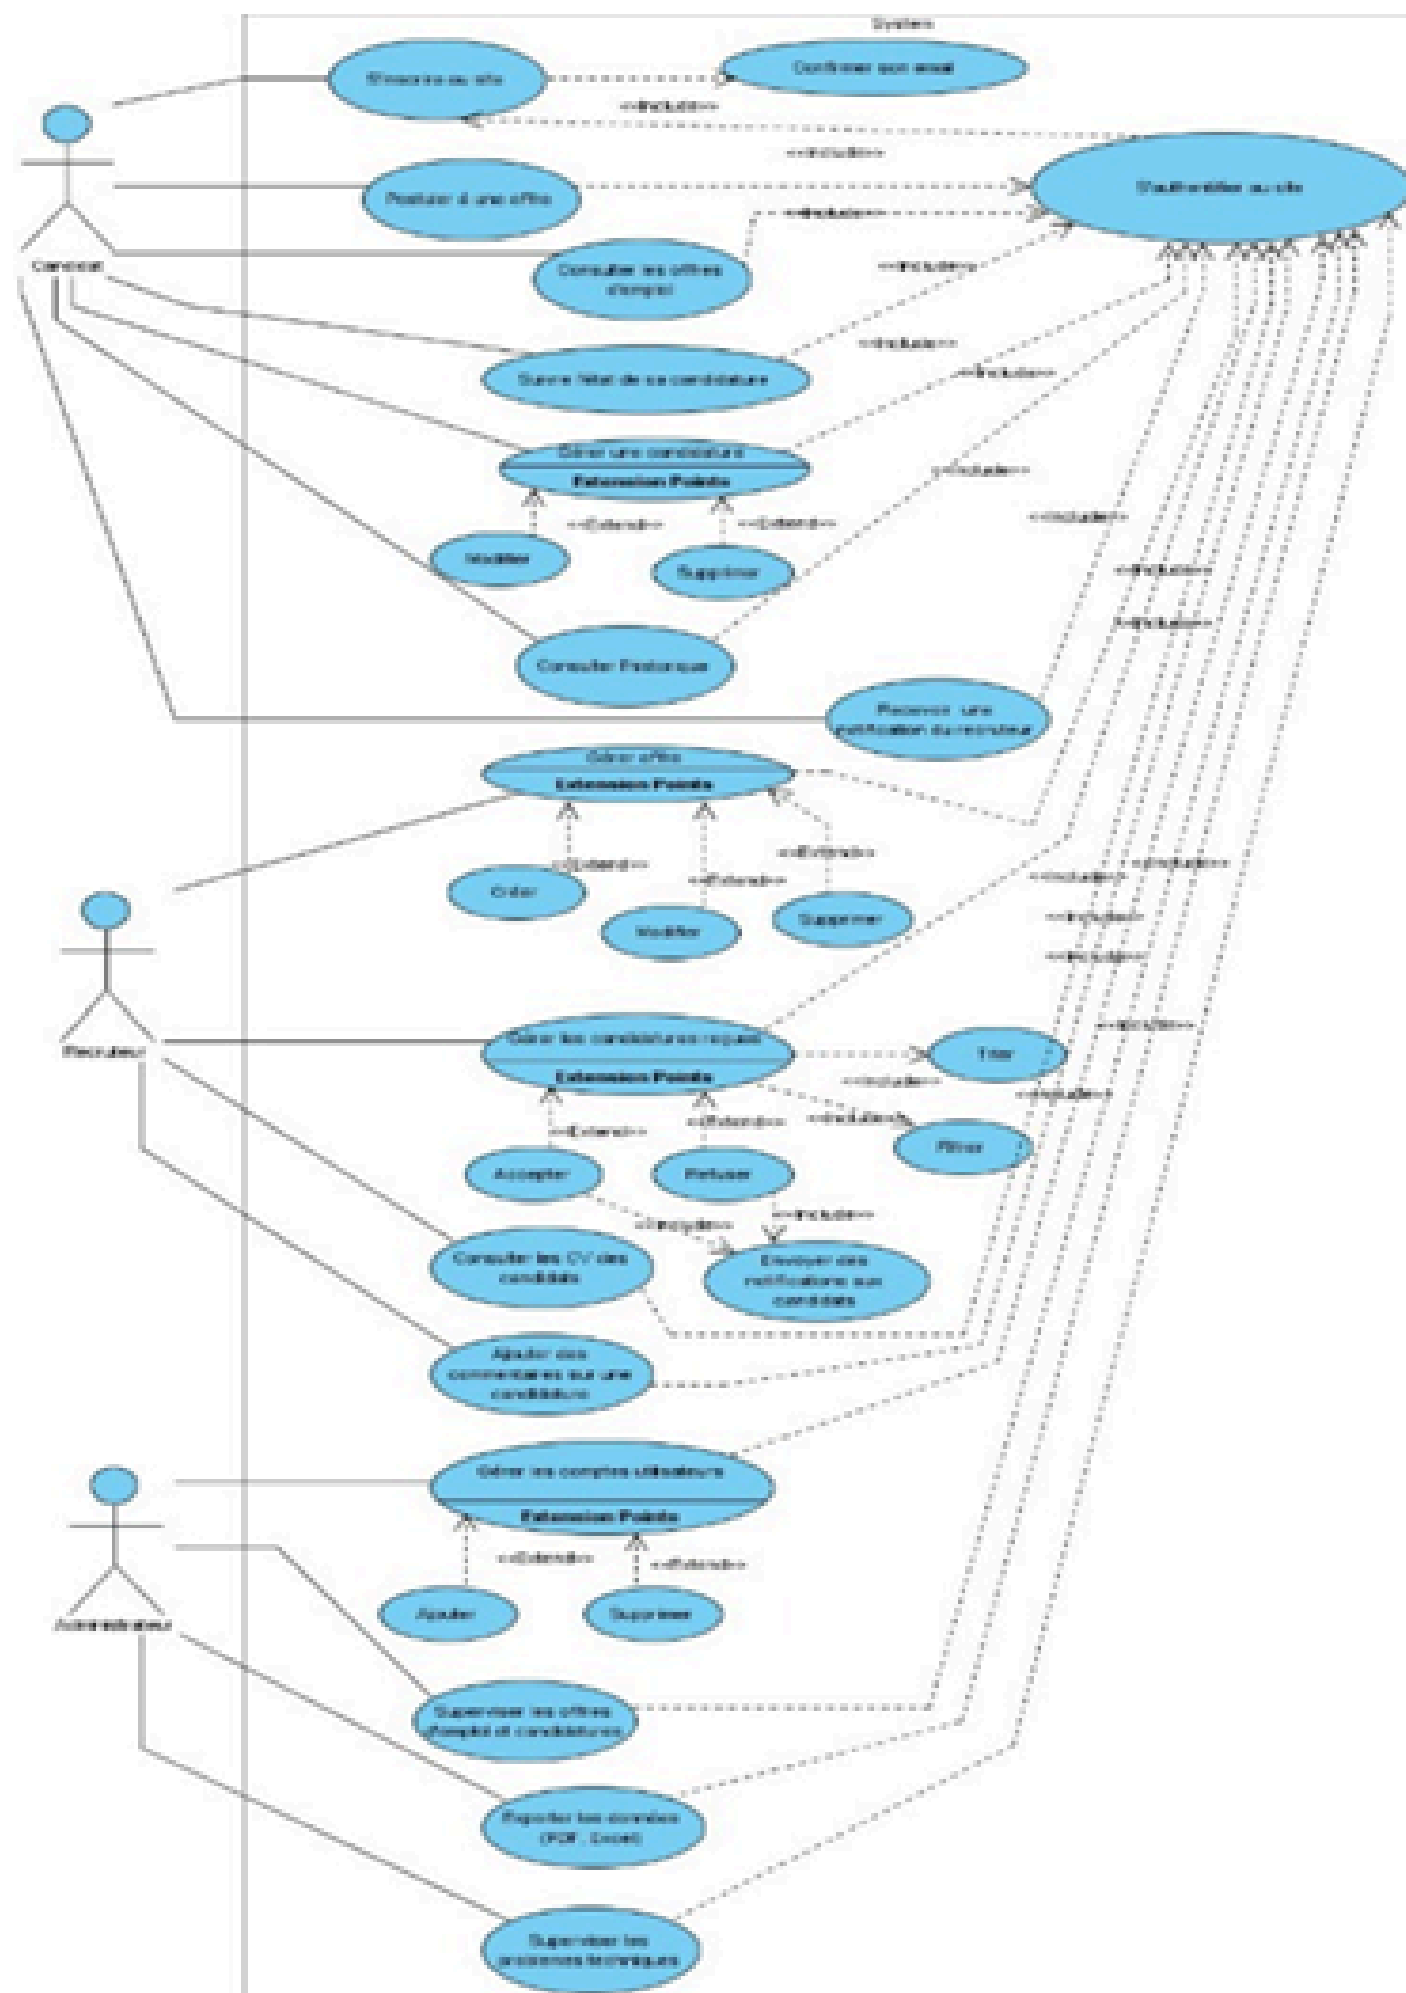 System
S'inscrire au site
Confirmer son email
<<Include>>
<<Include>>
S'authentifier au site
Postuler à une offre
<<Include>>
Candidat
Consulter les offres
d'emploi
<<Include>>
<<Include>>
Suivre l'état de sa candidature
<<Include>>
Gérer une candidature
Extension Points
<<Include>>
<<Extend>>
<<Extend>>
<<Include>>
Modifier
Supprimer
<<Include>>
<<Include>>
Consulter l'historique
Recevoir une
notification du recruteur
Gérer offre
Extension Points
<<Extend>>
<<Extend>>
<<Extend>>
<<Include>>
<<Include>>
Créer
Modifier
Supprimer
<<Include>>
<<Include>>
Recruteur
Gérer les candidatures reçues
Extension Points
<<Include>>
Trier
<<Include>>
<<Include>>
<<Extend>>
<<Extend>>
<<Include>>
Filtrer
Accepter
Refuser
<<Include>>
<<Include>>
Consulter les CV des
candidats
Envoyer des
notifications aux
candidats
Ajouter des
commentaires sur une
candidature
Gérer les comptes utilisateurs
Extension Points
<<Extend>>
<<Extend>>
Ajouter
Supprimer
Administrateur
Superviser les offres
d'emploi et candidatures
Exporter les données
(PDF, Excel)
Superviser les
problèmes techniques